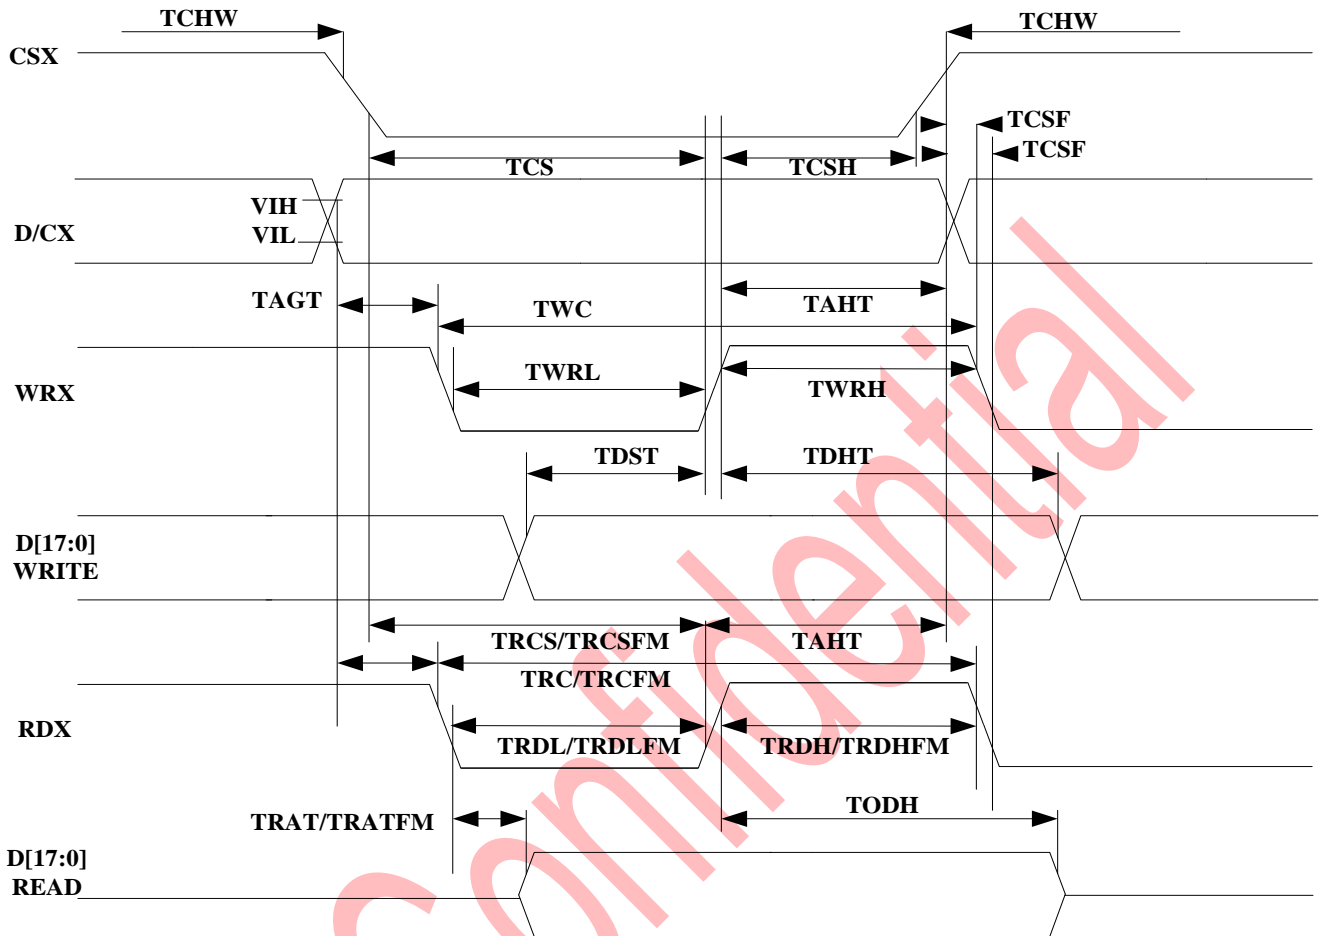 TCHW
TCHW
CSX
TCSF
TCSF
TCS
TCSH
VIH
D/CX
VIL
TAGT
TWC
TAHT
WRX
TWRL
TWRH
TDST
TDHT
D[17:0]
WRITE
TRCS/TRCSFM
TAHT
TRC/TRCFM
RDX
TRDL/TRDLFM
TRDH/TRDHFM
TODH
TRAT/TRATFM
D[17:0]
READ
Confidential